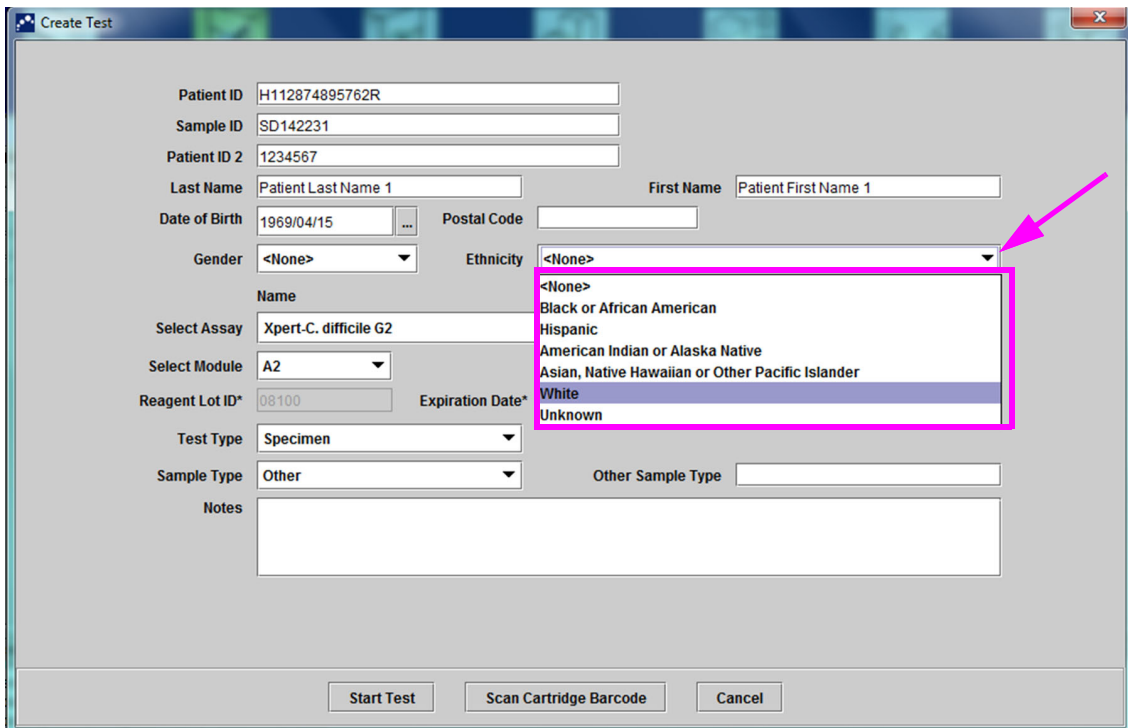 Create Test
Patient ID H112874895762R
Sample ID SD142231
Patient ID 2 1234567
Last Name Patient Last Name 1 First Name Patient First Name 1
Date of Birth 1969/04/15 ... Postal Code
Gender <None> Ethnicity <None>
<None>
Name
Black or African American
Select Assay Xpert-C. difficile G2 Hispanic
American Indian or Alaska Native
Select Module A2 Asian, Native Hawaiian or Other Pacific Islander
Reagent Lot ID* 08100 Expiration Date* White
Unknown
Test Type Specimen
Sample Type Other Other Sample Type
Notes
Start Test Scan Cartridge Barcode Cancel